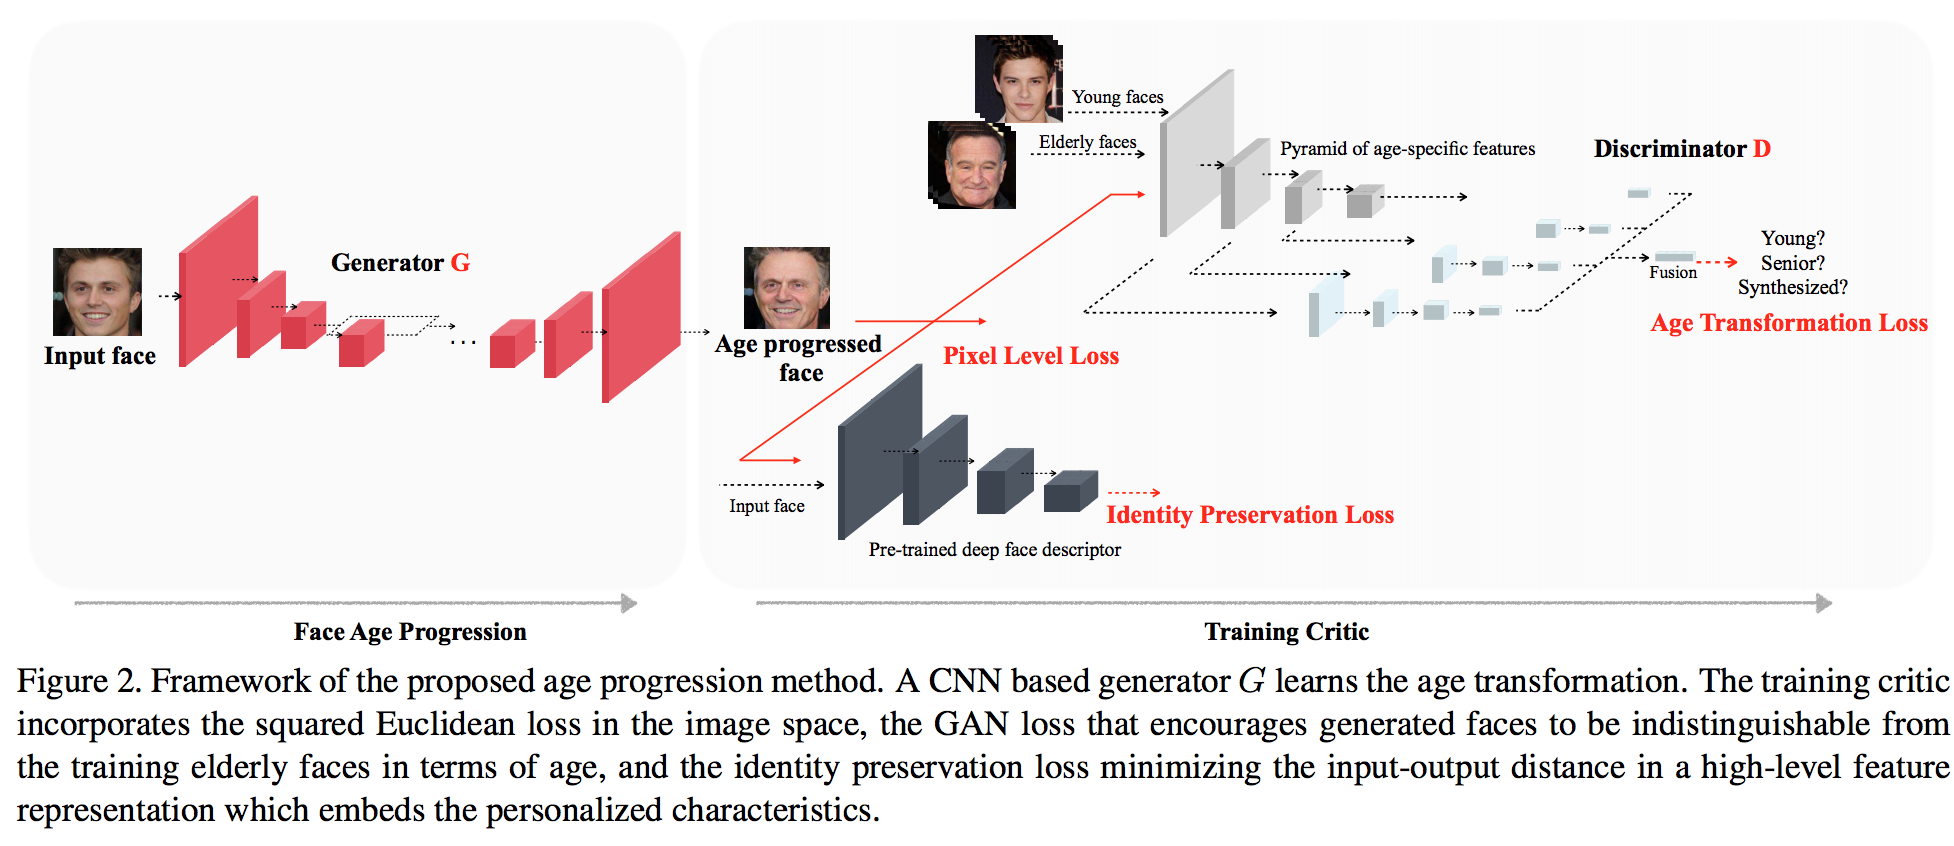 Input face
Generator G
Age progressed
face
Young faces
Elderly faces
Pyramid of age-specific features
Discriminator D
Fusion
Young?
Senior?
Synthesized?
Age Transformation Loss
Pixel Level Loss
Input face
Identity Preservation Loss
Pre-trained deep face descriptor
Face Age Progression
Training Critic
Figure 2. Framework of the proposed age progression method. A CNN based generator G learns the age transformation. The training critic
incorporates the squared Euclidean loss in the image space, the GAN loss that encourages generated faces to be indistinguishable from
the training elderly faces in terms of age, and the identity preservation loss minimizing the input-output distance in a high-level feature
representation which embeds the personalized characteristics.